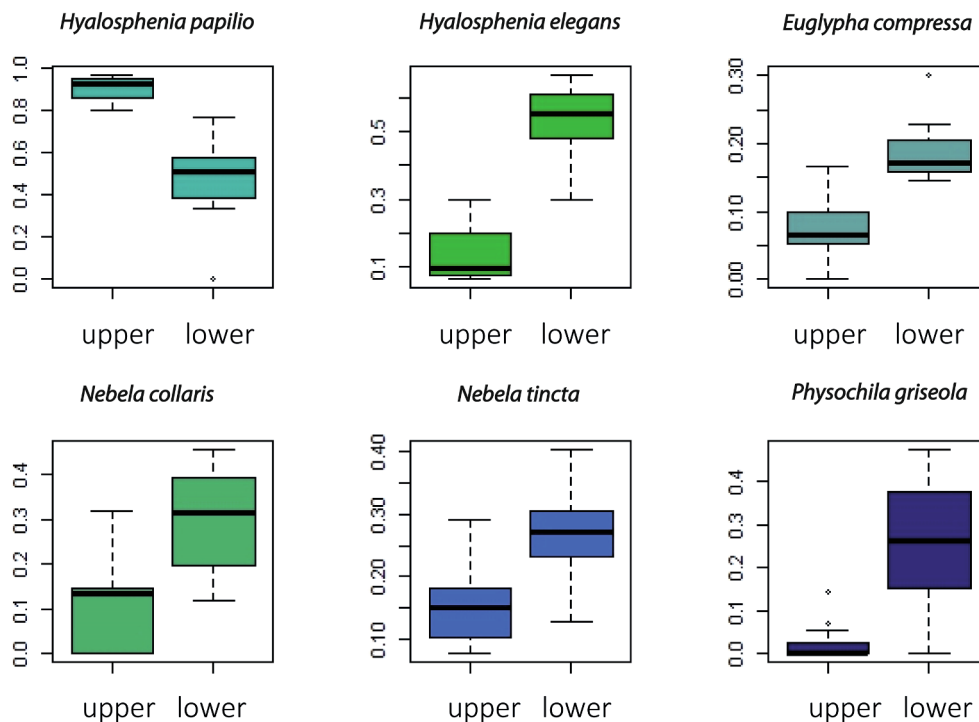 Hyalosphenia papilio
1.0
0.8
0.6
0.4
0.2
0.0
upper lower
Hyalosphenia elegans
0.5
0.3
0.1
upper lower
Euglypha compressa
0.30
0.20
0.10
0.00
upper lower
Nebela collaris
0.4
0.3
0.2
0.1
0.0
upper lower
Nebela tincta
0.40
0.30
0.20
0.10
upper lower
Physochila griseola
0.4
0.3
0.2
0.1
0.0
upper lower